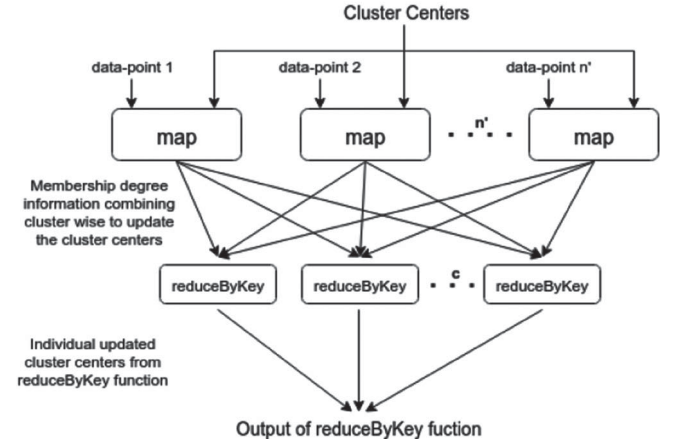 Cluster Centers
data-point 1
data-point 2
data-point n'
map
map
n'
map
Membership degree
information combining
cluster wise to update
the cluster centers
reduceByKey
reduceByKey
c
reduceByKey
Individual updated
cluster centers from
reduceByKey function
Output of reduceByKey fuction